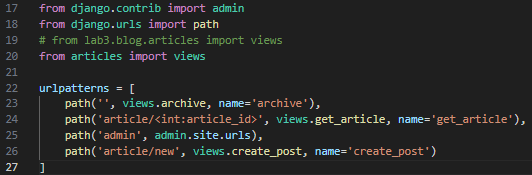 17 from django.contrib import admin
18 from django.urls import path
19 # from lab3.blog.articles import views
20 from articles import views
21
22 urlpatterns = [
23 path('', views.archive, name='archive'),
24 path('article/<int:article_id>', views.get_article, name='get_article'),
25 path('admin', admin.site.urls),
26 path('article/new', views.create_post, name='create_post')
27 ]